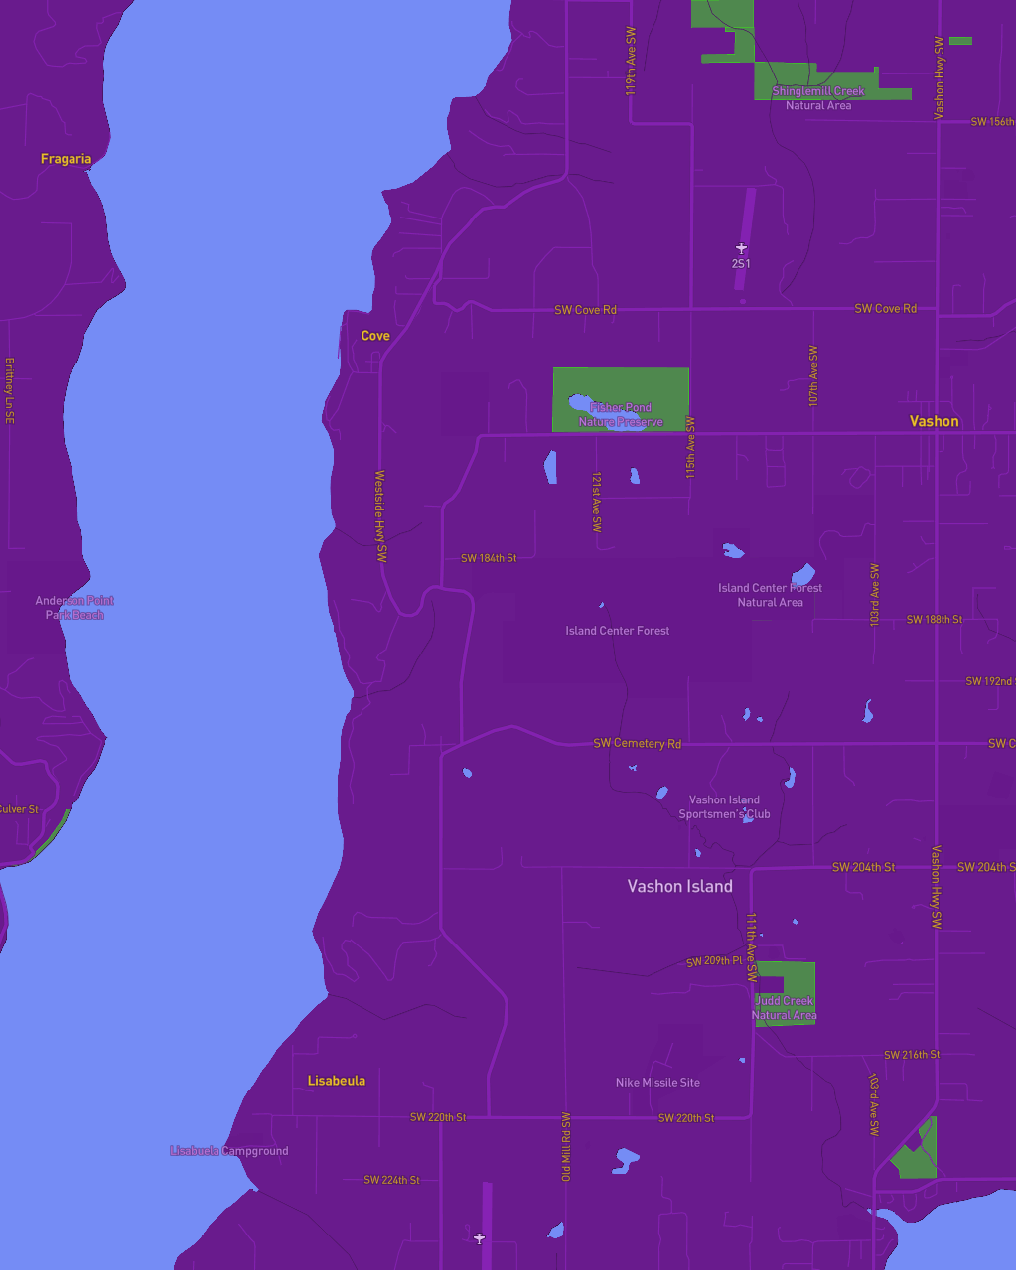 119th Ave SW
Vashon Hwy SW
Shinglemill Creek
Natural Area
SW 156th
Fragaria
2S1
SW Cove Rd
SW Cove Rd
Cove
Erittney Ln SE
107th Ave SW
Fisher Pond
Nature Preserve
Vashon
115th Ave SW
Westside Hwy SW
121st Ave SW
SW 184th St
103rd Ave SW
Island Center Forest
Natural Area
Anderson Point
Park Beach
SW 188th St
Island Center Forest
SW 192nd
SW Cemetery Rd
SW C
Vashon Island
Sportsmen's Club
Culver St
SW 204th St
SW 204th S
Vashon Hwy SW
Vashon Island
111th Ave SW
SW 209th Pl
Judd Creek
Natural Area
SW 216th St
Lisabeula
Nike Missile Site
103rd Ave SW
SW 220th St
SW 220th St
Old Mill Rd SW
Lisabuela Campground
SW 224th St